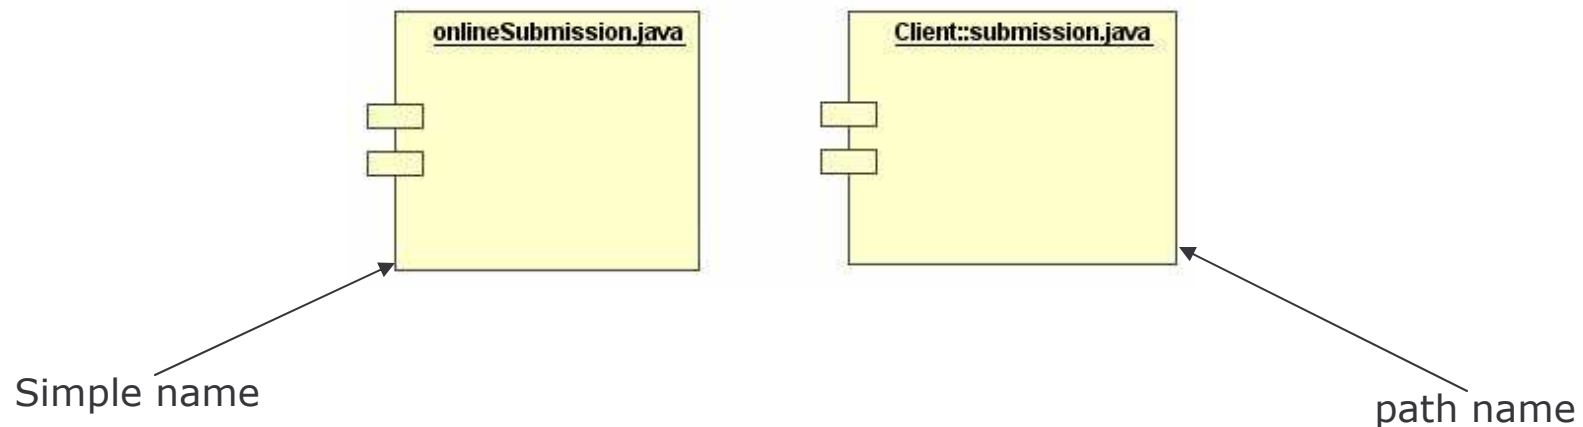 onlineSubmission.java
Client::submission.java
Simple name
path name